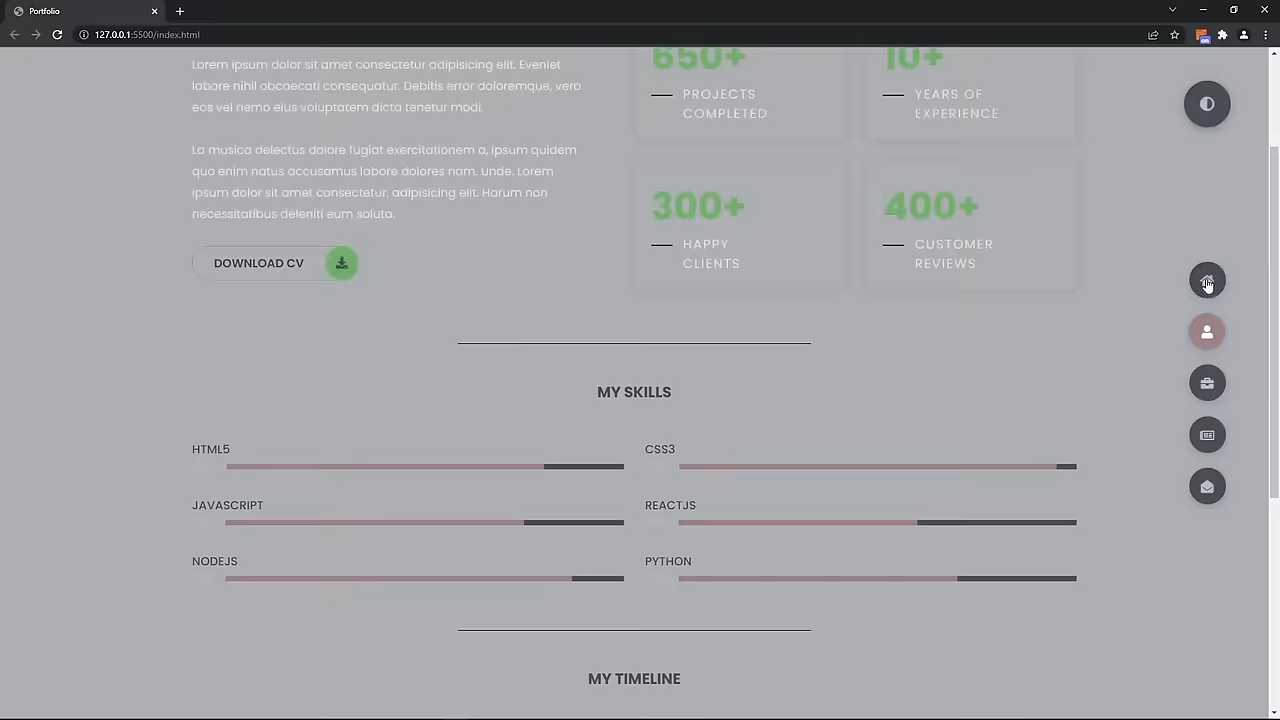 Portfolio
127.0.0.1:5500/index.html
Lorem ipsum dolor sit amet consectetur adipisicing elit. Eveniet
labore nihil obcaecati consequatur. Debitis error doloremque, vero
eos vel nemo eius voluptatem dicta tenetur modi.
La musica delectus dolore fugiat exercitationem a, ipsum quidem
quo enim natus accusamus labore dolores nam. Unde. Lorem
ipsum dolor sit amet consectetur, adipisicing elit. Harum non
necessitatibus deleniti eum soluta.
DOWNLOAD CV
650+
PROJECTS
COMPLETED
10+
YEARS OF
EXPERIENCE
300+
HAPPY
CLIENTS
400+
CUSTOMER
REVIEWS
MY SKILLS
HTML5
CSS3
JAVASCRIPT
REACTJS
NODEJS
PYTHON
MY TIMELINE